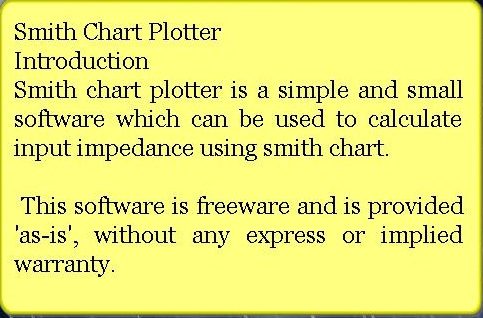 Smith Chart Plotter
Introduction
Smith chart plotter is a simple and small
software which can be used to calculate
input impedance using smith chart.
This software is freeware and is provided
'as-is', without any express or implied
warranty.